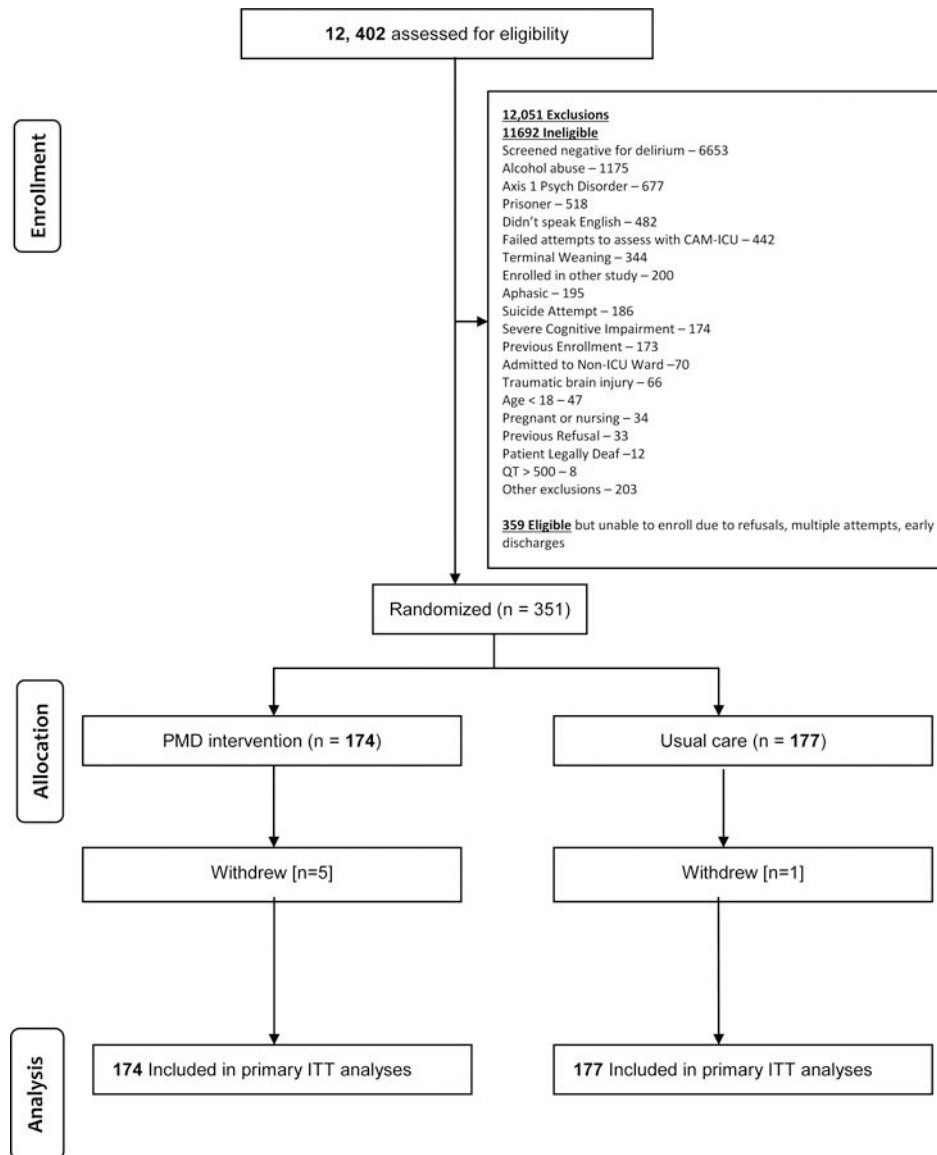 12, 402 assessed for eligibility
Enrollment
12,051 Exclusions
11692 Ineligible
Screened negative for delirium – 6653
Alcohol abuse – 1175
Axis 1 Psych Disorder – 677
Prisoner – 518
Didn't speak English – 482
Failed attempts to assess with CAM-ICU – 442
Terminal Weaning – 344
Enrolled in other study – 200
Aphasic – 195
Suicide Attempt – 186
Severe Cognitive Impairment – 174
Previous Enrollment – 173
Admitted to Non-ICU Ward –70
Traumatic brain injury – 66
Age < 18 – 47
Pregnant or nursing – 34
Previous Refusal – 33
Patient Legally Deaf –12
QT > 500 – 8
Other exclusions – 203
359 Eligible but unable to enroll due to refusals, multiple attempts, early
discharges
Randomized (n = 351)
Allocation
PMD intervention (n = 174)
Usual care (n = 177)
Withdrew [n=5]
Withdrew [n=1]
Analysis
174 Included in primary ITT analyses
177 Included in primary ITT analyses